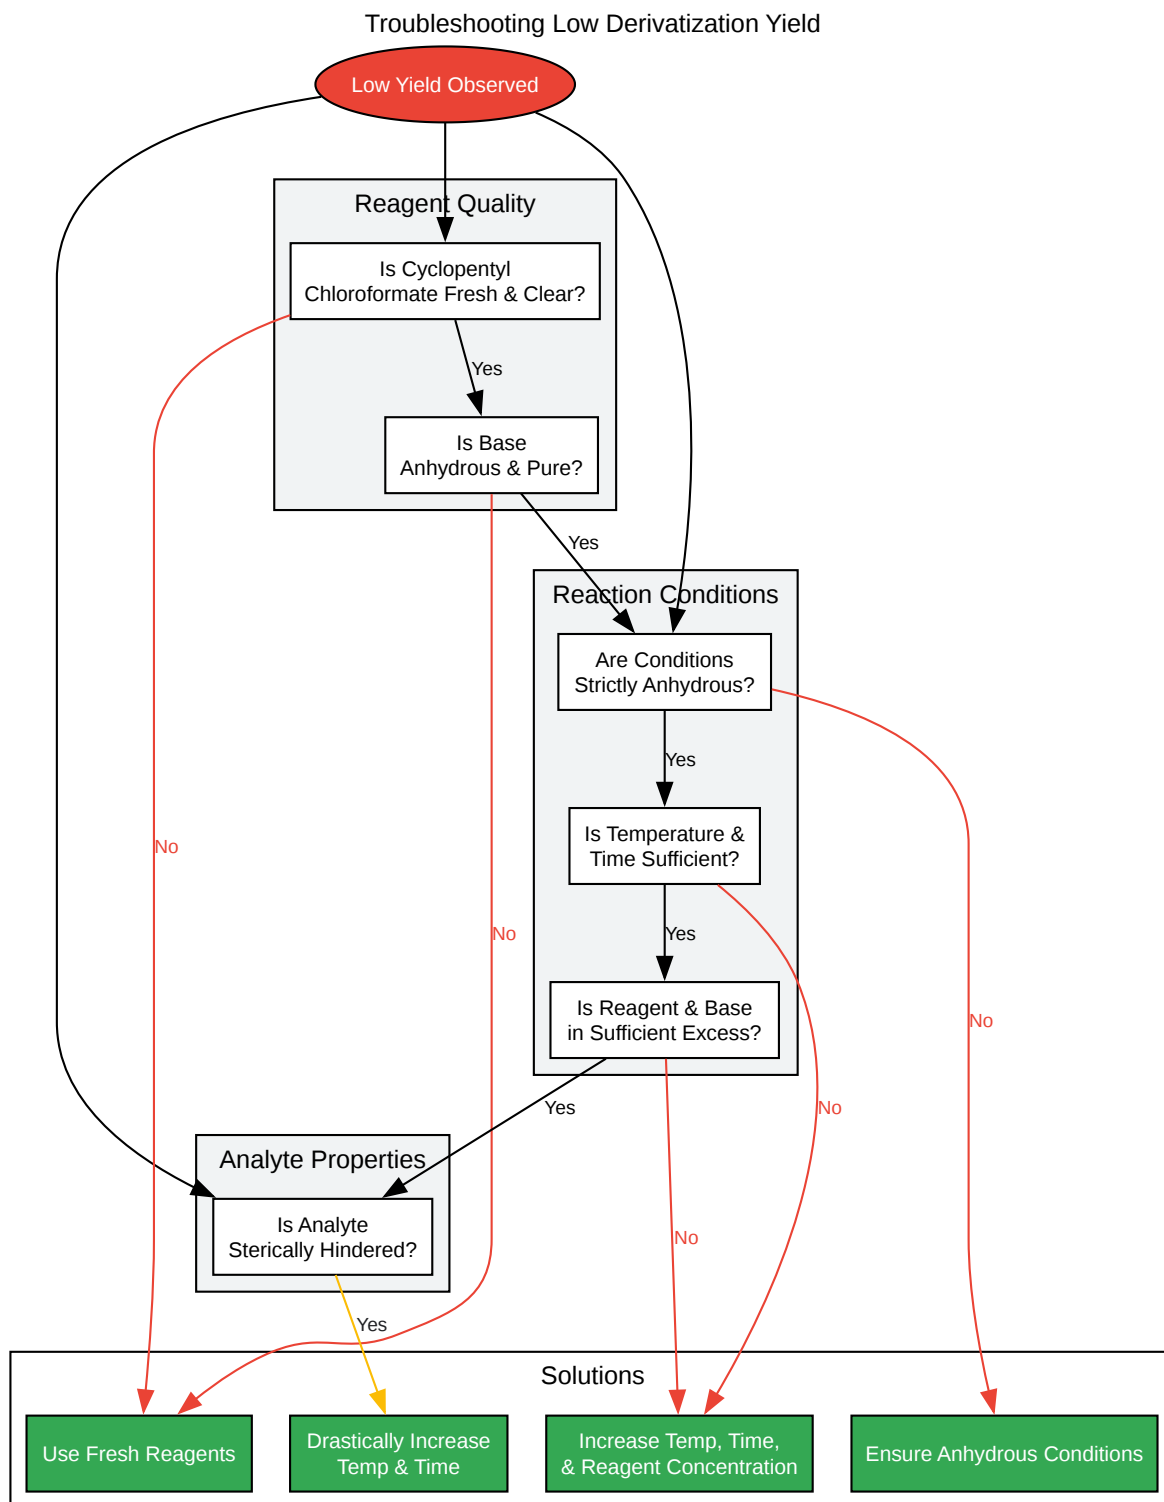 Troubleshooting Low Derivatization Yield
Low Yield Observed
Reagent Quality
Is Cyclopentyl
Chloroformate Fresh & Clear?
Yes
Is Base
Anhydrous & Pure?
Yes
Reaction Conditions
Are Conditions
Strictly Anhydrous?
Yes
Is Temperature &
Time Sufficient?
No
Yes
No
Is Reagent & Base
in Sufficient Excess?
No
Yes
No
Analyte Properties
Is Analyte
Sterically Hindered?
No
Yes
Solutions
Use Fresh Reagents
Drastically Increase
Temp & Time
Increase Temp, Time,
& Reagent Concentration
Ensure Anhydrous Conditions